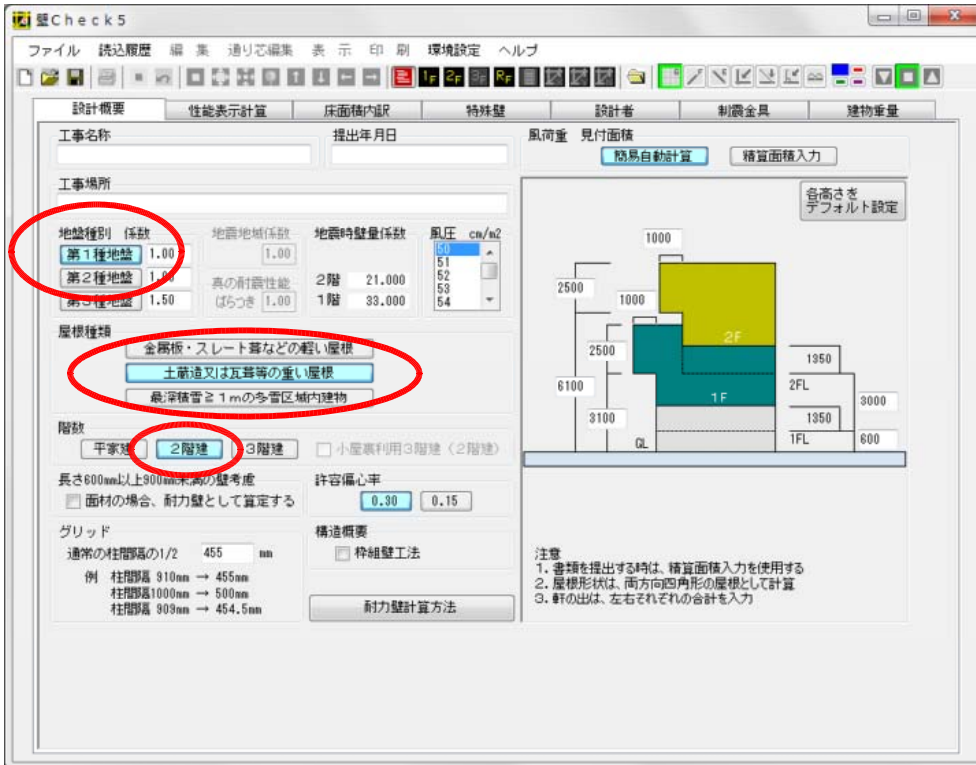 壁Check5
ファイル 読込履歴 編集 通り芯編集 表示 印刷 環境設定 ヘルプ
1F 2F 3F RF
設計概要 性能表示計算 床面積内訳 特殊壁 設計者 制震金具 建物重量
工事名称 提出年月日 風荷重 見付面積
簡易自動計算 精算面積入力
工事場所
各高さを
デフォルト設定
地盤種別 係数 地震地域係数 地震時壁量係数 風圧 cm/m2
第1種地盤 1.00 1.00
第2種地盤 1.00
第3種地盤 1.50
真の耐震性能
ばらつき 1.00
2階 21.000
1階 33.000
50
51
52
53
54
屋根種類
金属板・スレート葺などの軽い屋根
土蔵造又は瓦葺等の重い屋根
最深積雪≧1mの多雪区域内建物
階数
平家建 2階建 3階建 小屋裏利用3階建(2階建)
長さ600mm以上900mm未満の壁考慮
面材の場合、耐力壁として算定する
許容偏心率
0.30 0.15
グリッド
通常の柱間隔の1/2 455 mm
例 柱間隔 910mm → 455mm
柱間隔1000mm → 500mm
柱間隔 909mm → 454.5mm
構造概要
枠組壁工法
耐力壁計算方法
1000
2500
1000
2F
2500
1350
6100
2FL
1F
3000
3100
1350
GL
1FL
600
注意
1. 書類を提出する時は、精算面積入力を使用する
2. 屋根形状は、両方向四角形の屋根として計算
3. 軒の出は、左右それぞれの合計を入力